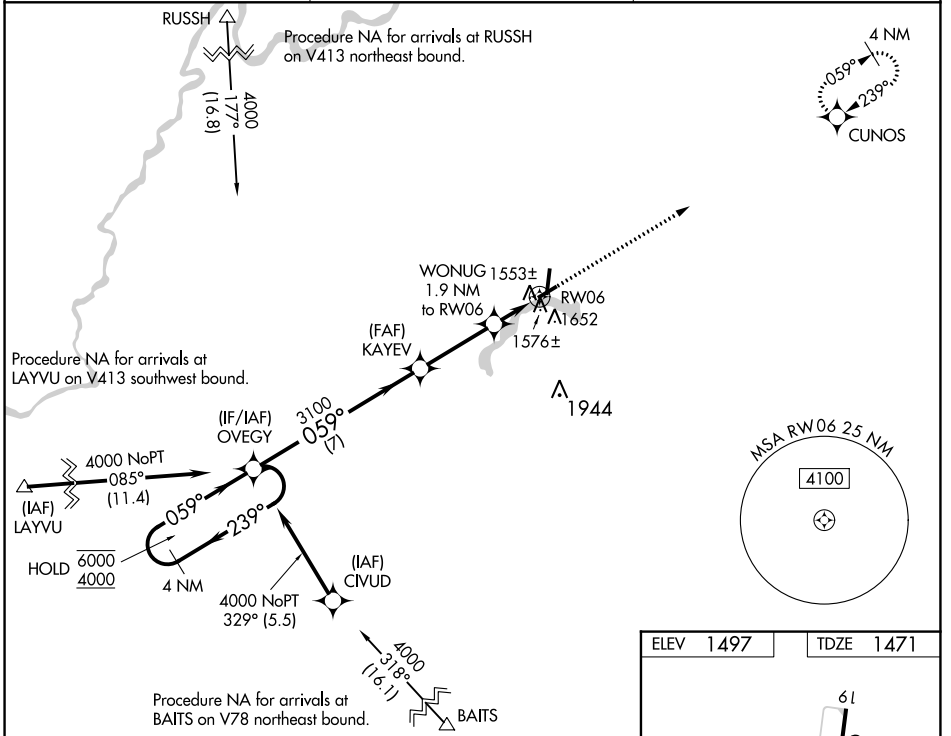 RUSSH
Procedure NA for arrivals at RUSSH
on V413 northeast bound.
4000
177°
(16.8)
4 NM
059°
239°
CUNOS
WONUG
1.9 NM
to RW06
1553±
RW06
1652
1576±
(FAF)
KAYEV
1944
Procedure NA for arrivals at
LAYVU on V413 southwest bound.
(IF/IAF)
OVEGY
3100
059°
(7)
MSA RW06 25 NM
4100
4000 NoPT
085°
(11.4)
(IAF)
LAYVU
059°
239°
HOLD
6000
4000
4 NM
(IAF)
CIVUD
4000 NoPT
329° (5.5)
4000
318°
(16.1)
BAITS
Procedure NA for arrivals at
BAITS on V78 northeast bound.
ELEV 1497
TDZE 1471
19